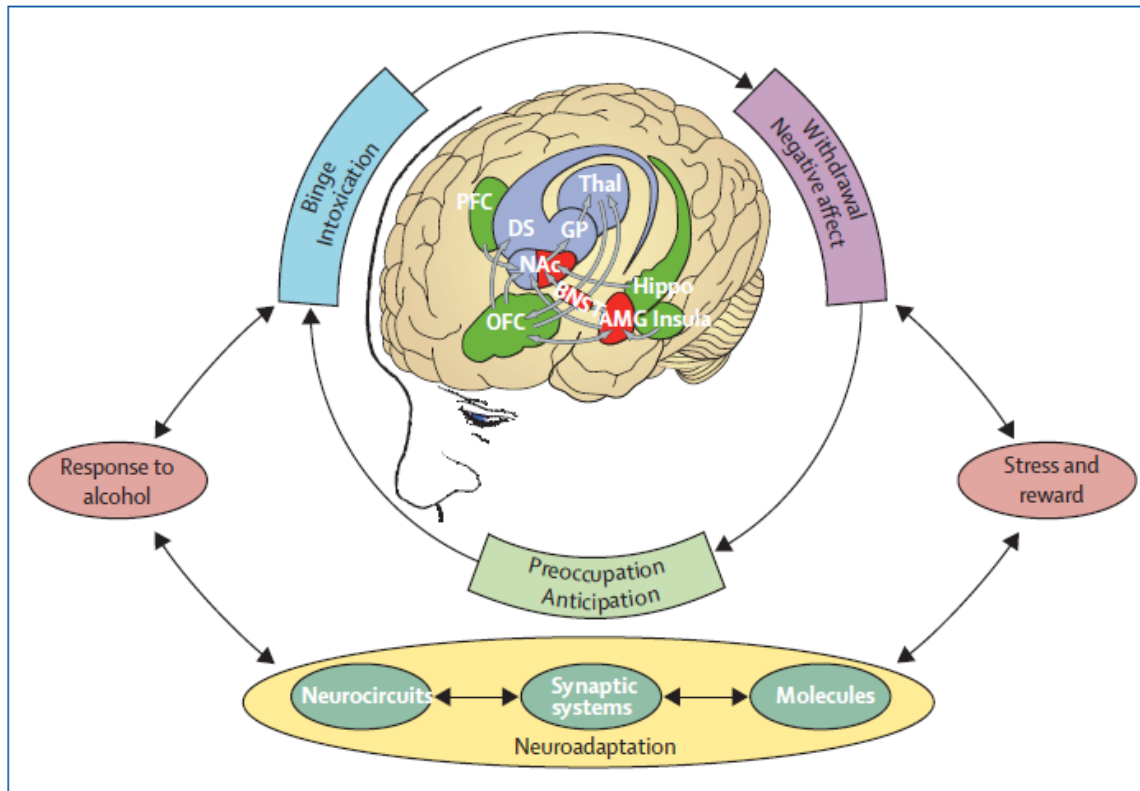 Binge
Intoxication
Withdrawal
Negative affect
Thal
PFC
DS
GP
NAc
BNST
Hippo
OFC
AMG
Insula
Response to
alcohol
Stress and
reward
Preoccupation
Anticipation
Neurocircuits
Synaptic
systems
Molecules
Neuroadaptation